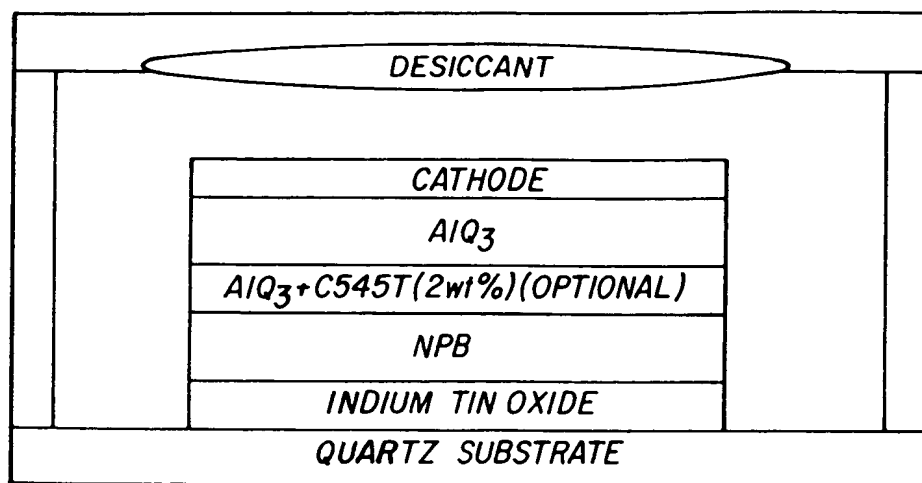 DESICCANT
CATHODE
AlQ3
AlQ3+C545T(2wt%)(OPTIONAL)
NPB
INDIUM TIN OXIDE
QUARTZ SUBSTRATE